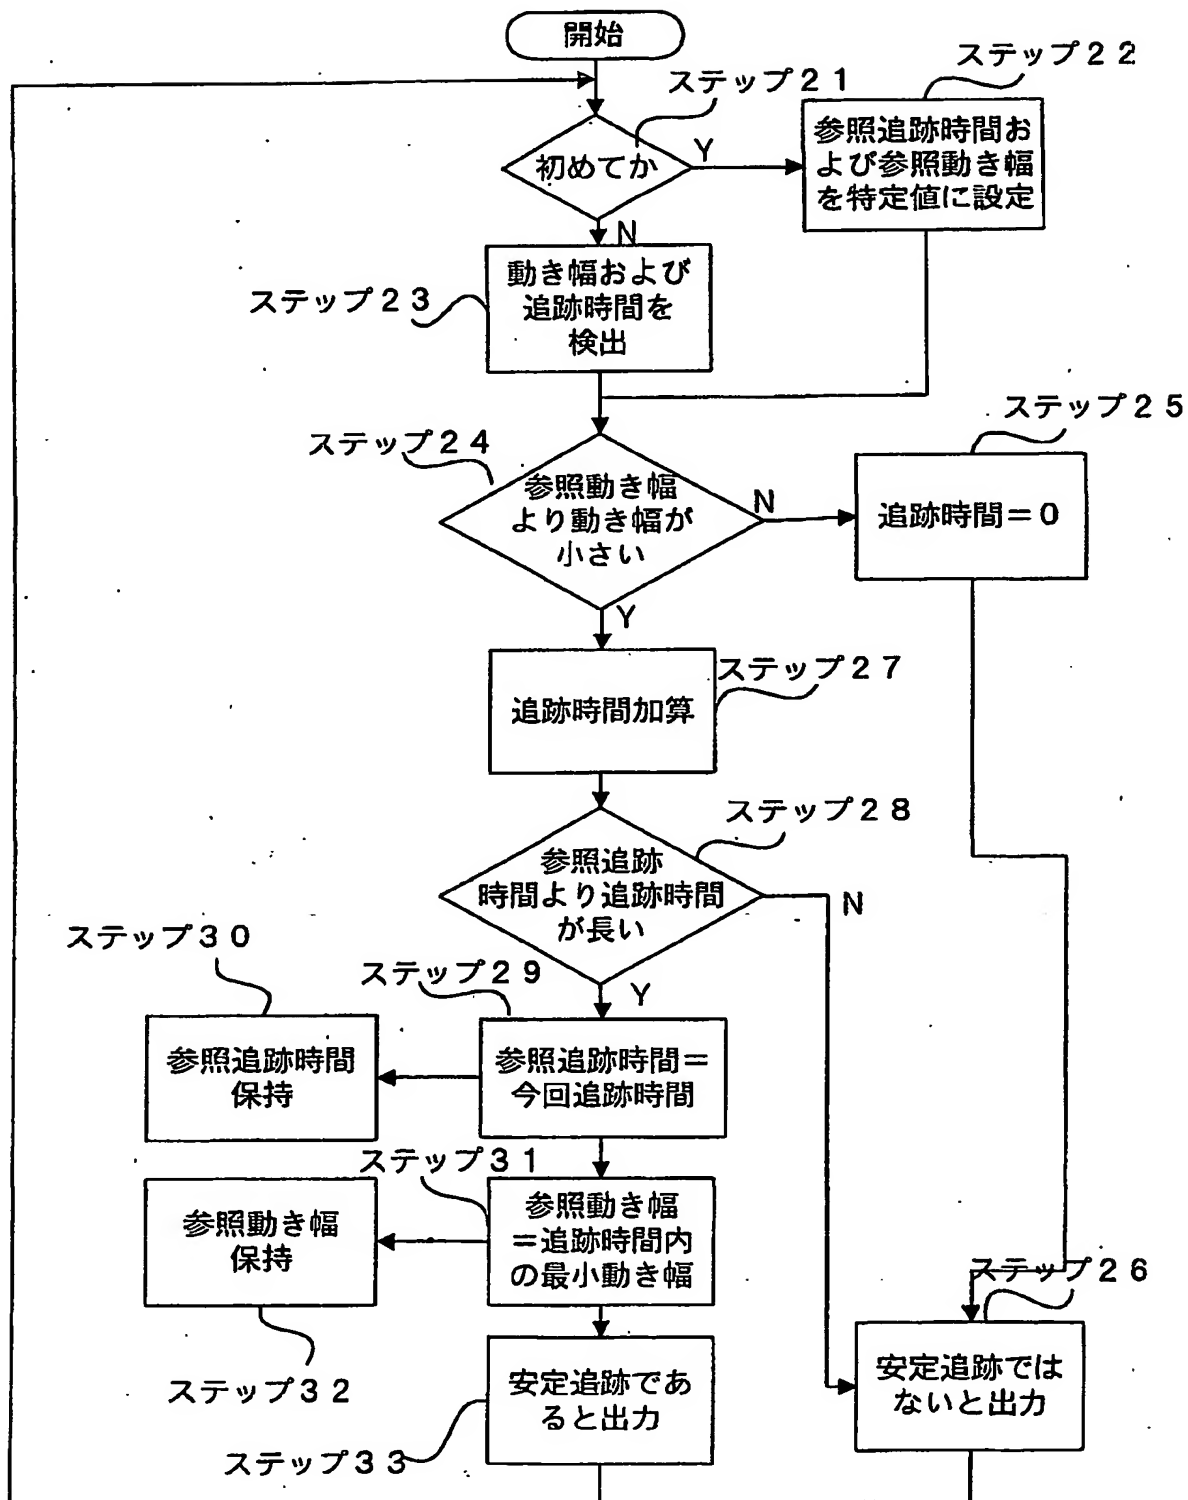 開始
ステップ２１
ステップ２２
初めてか
Y
参照追跡時間お
よび参照動き幅
を特定値に設定
N
ステップ２３
動き幅および
追跡時間を
検出
ステップ２４
参照動き幅
より動き幅が
小さい
N
ステップ２５
追跡時間＝０
Y
ステップ２７
追跡時間加算
ステップ２８
参照追跡
時間より追跡時間
が長い
N
Y
ステップ３０
参照追跡時間
保持
ステップ２９
参照追跡時間＝
今回追跡時間
ステップ３１
参照動き幅
＝追跡時間内
の最小動き幅
参照動き幅
保持
ステップ３２
ステップ２６
安定追跡では
ないと出力
安定追跡であ
ると出力
ステップ３３